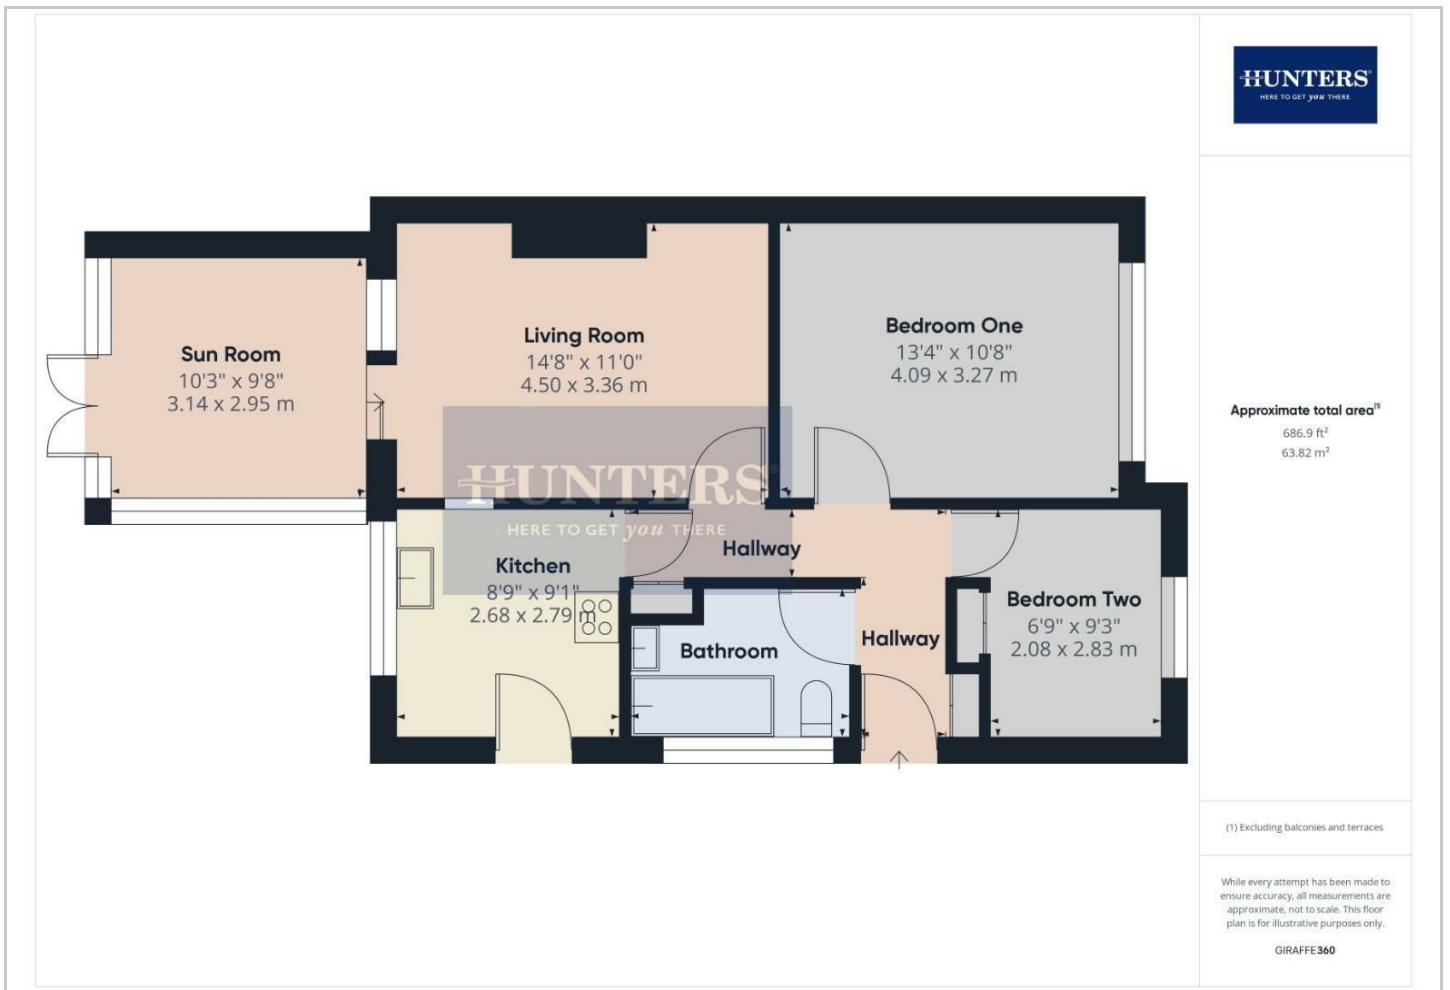 HUNTERS®
HERE TO GET you THERE
Sun Room
10'3" x 9'8"
3.14 x 2.95 m
Living Room
14'8" x 11'0"
4.50 x 3.36 m
Bedroom One
13'4" x 10'8"
4.09 x 3.27 m
HUNTERS®
HERE TO GET you THERE
Kitchen
8'9" x 9'1"
2.68 x 2.79 m
Hallway
Bathroom
Hallway
Bedroom Two
6'9" x 9'3"
2.08 x 2.83 m
Approximate total area⁽¹⁾
686.9 ft²
63.82 m²
(1) Excluding balconies and terraces
While every attempt has been made to
ensure accuracy, all measurements are
approximate, not to scale. This floor
plan is for illustrative purposes only.
GIRAFFE360